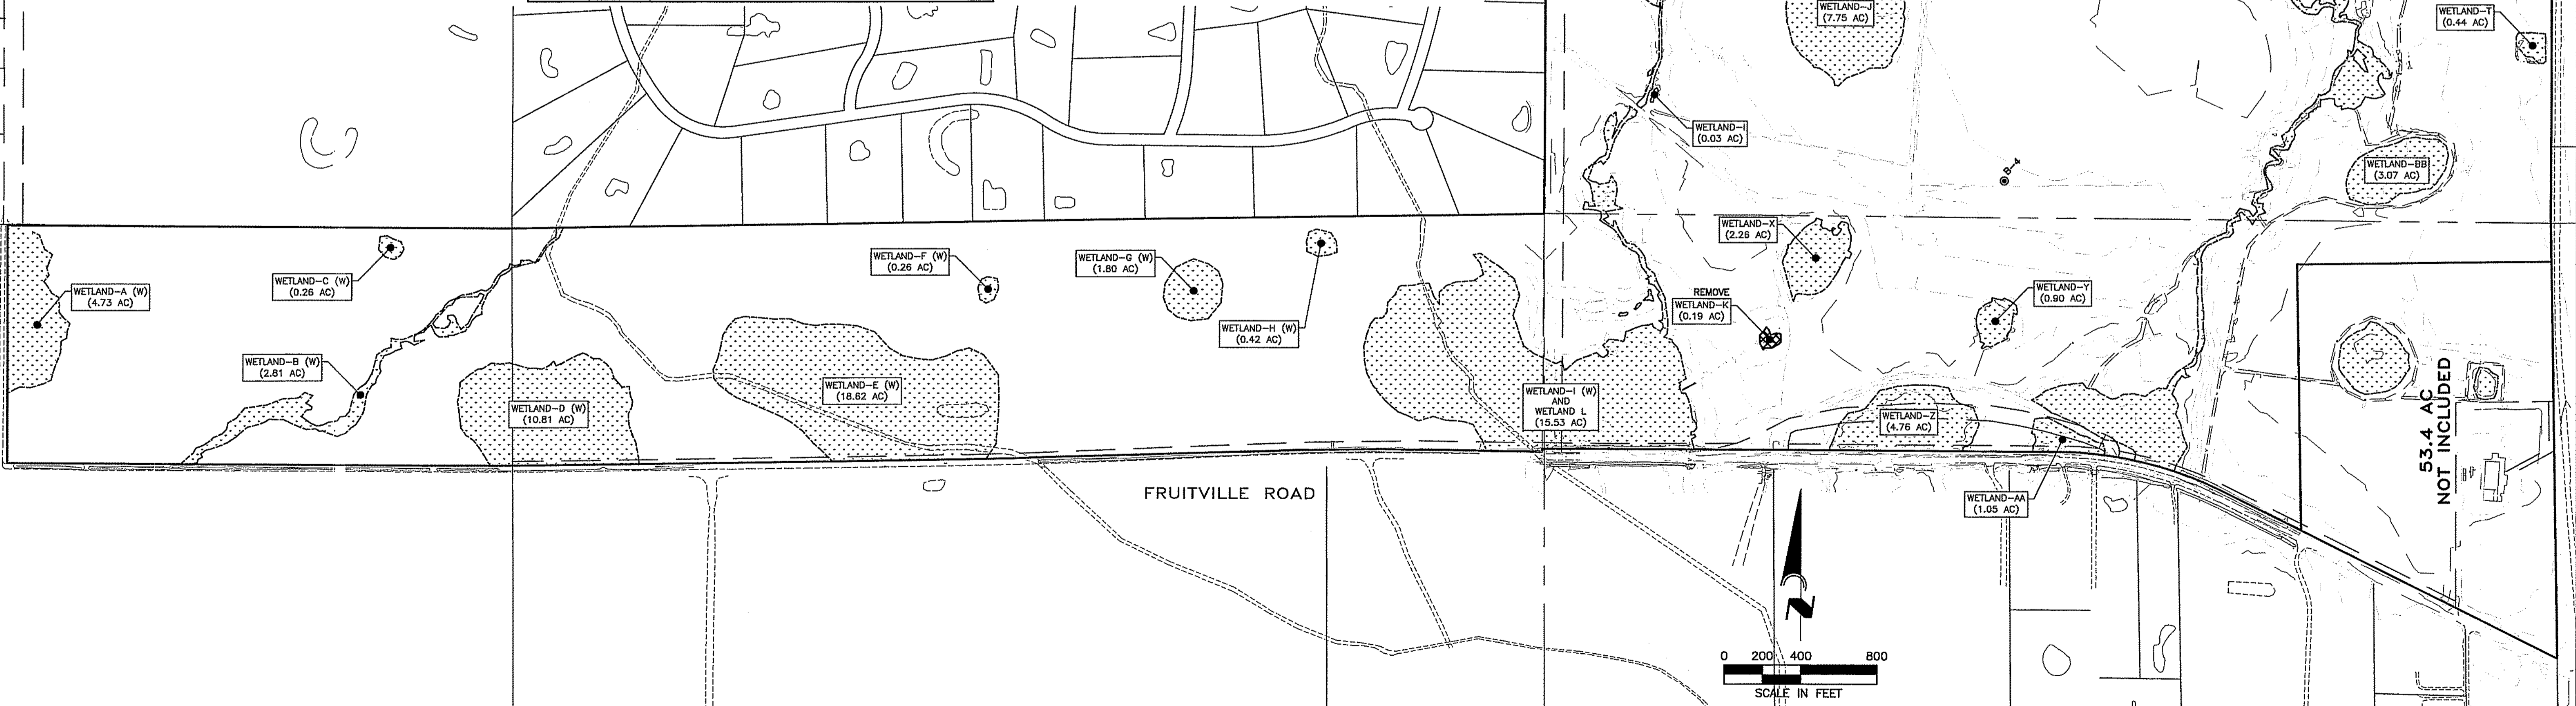 WETLAND-J
(7.75 AC)
WETLAND-T
(0.44 AC)
WETLAND-I
(0.03 AC)
B-4
WETLAND-BB
(3.07 AC)
WETLAND-X
(2.26 AC)
WETLAND-A (W)
(4.73 AC)
WETLAND-C (W)
(0.26 AC)
WETLAND-F (W)
(0.26 AC)
WETLAND-G (W)
(1.80 AC)
WETLAND-H (W)
(0.42 AC)
REMOVE
WETLAND-K
(0.19 AC)
WETLAND-Y
(0.90 AC)
WETLAND-B (W)
(2.81 AC)
WETLAND-D (W)
(10.81 AC)
WETLAND-E (W)
(18.62 AC)
WETLAND-I (W)
AND
WETLAND L
(15.53 AC)
WETLAND-Z
(4.76 AC)
53.4 AC
NOT INCLUDED
WETLAND-AA
(1.05 AC)
FRUITVILLE ROAD
N
0 200 400 800
SCALE IN FEET